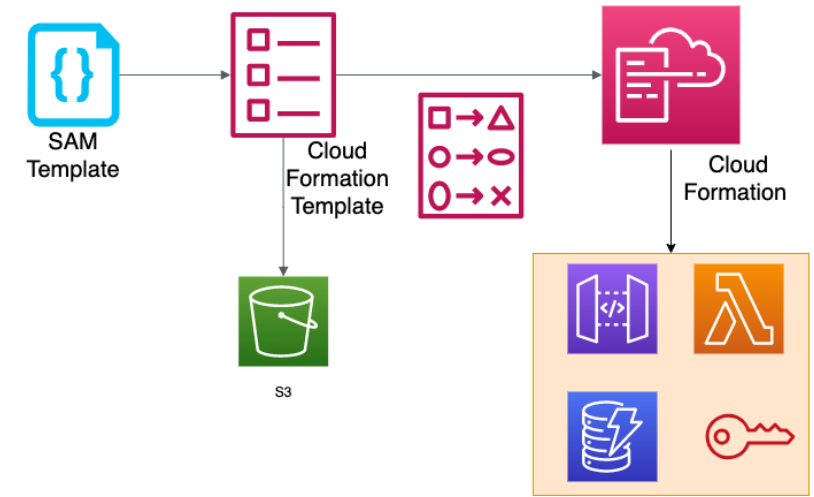 SAM
Template
Cloud
Formation
Template
Cloud
Formation
S3